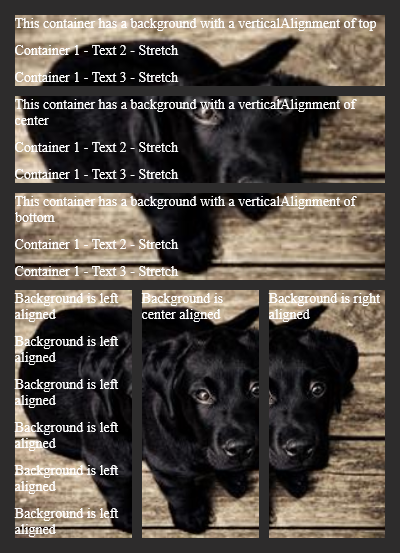 This container has a background with a verticalAlignment of top
Container 1 - Text 2 - Stretch
Container 1 - Text 3 - Stretch
This container has a background with a verticalAlignment of
center
Container 1 - Text 2 - Stretch
Container 1 - Text 3 - Stretch
This container has a background with a verticalAlignment of
bottom
Container 1 - Text 2 - Stretch
Container 1 - Text 3 - Stretch
Background is left
aligned
Background is left
aligned
Background is left
aligned
Background is left
aligned
Background is left
aligned
Background is left
aligned
Background is
center aligned
Background is right
aligned